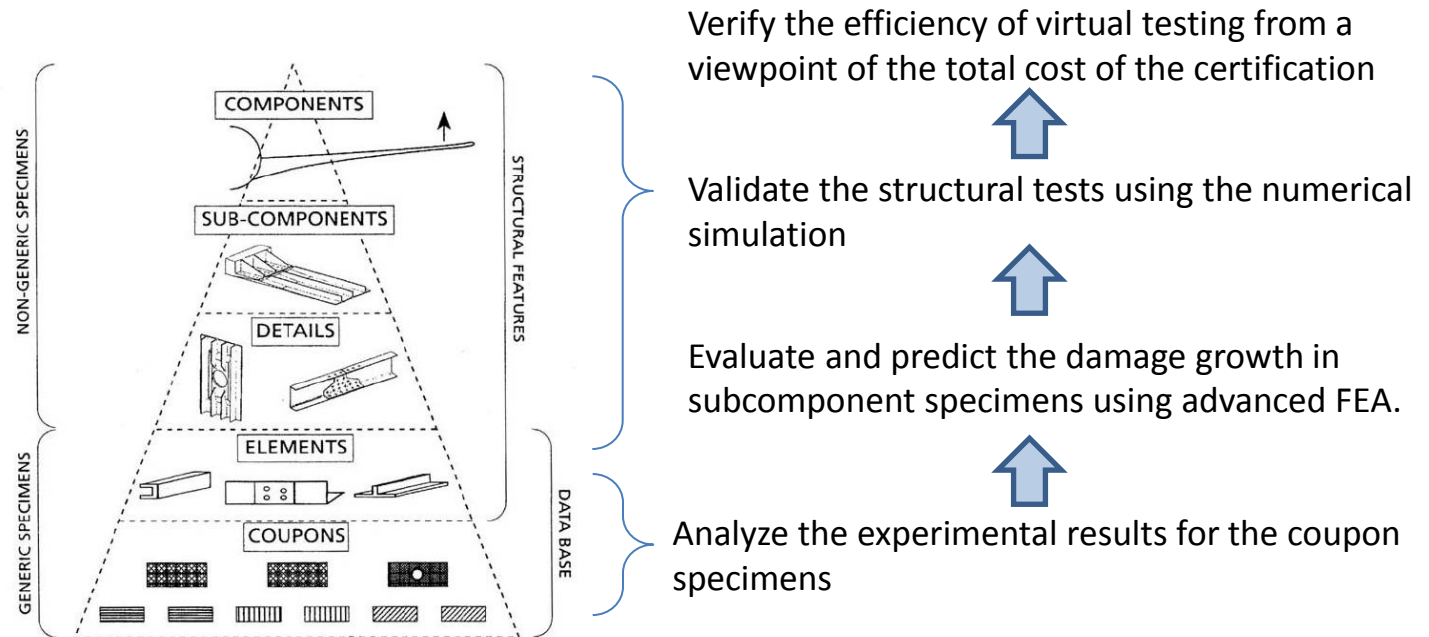 COMPONENTS
SUB-COMPONENTS
DETAILS
ELEMENTS
COUPONS
NON-GENERIC SPECIMENS
GENERIC SPECIMENS
STRUCTURAL FEATURES
DATA BASE
Verify the efficiency of virtual testing from a
viewpoint of the total cost of the certification
Validate the structural tests using the numerical
simulation
Evaluate and predict the damage growth in
subcomponent specimens using advanced FEA.
Analyze the experimental results for the coupon
specimens